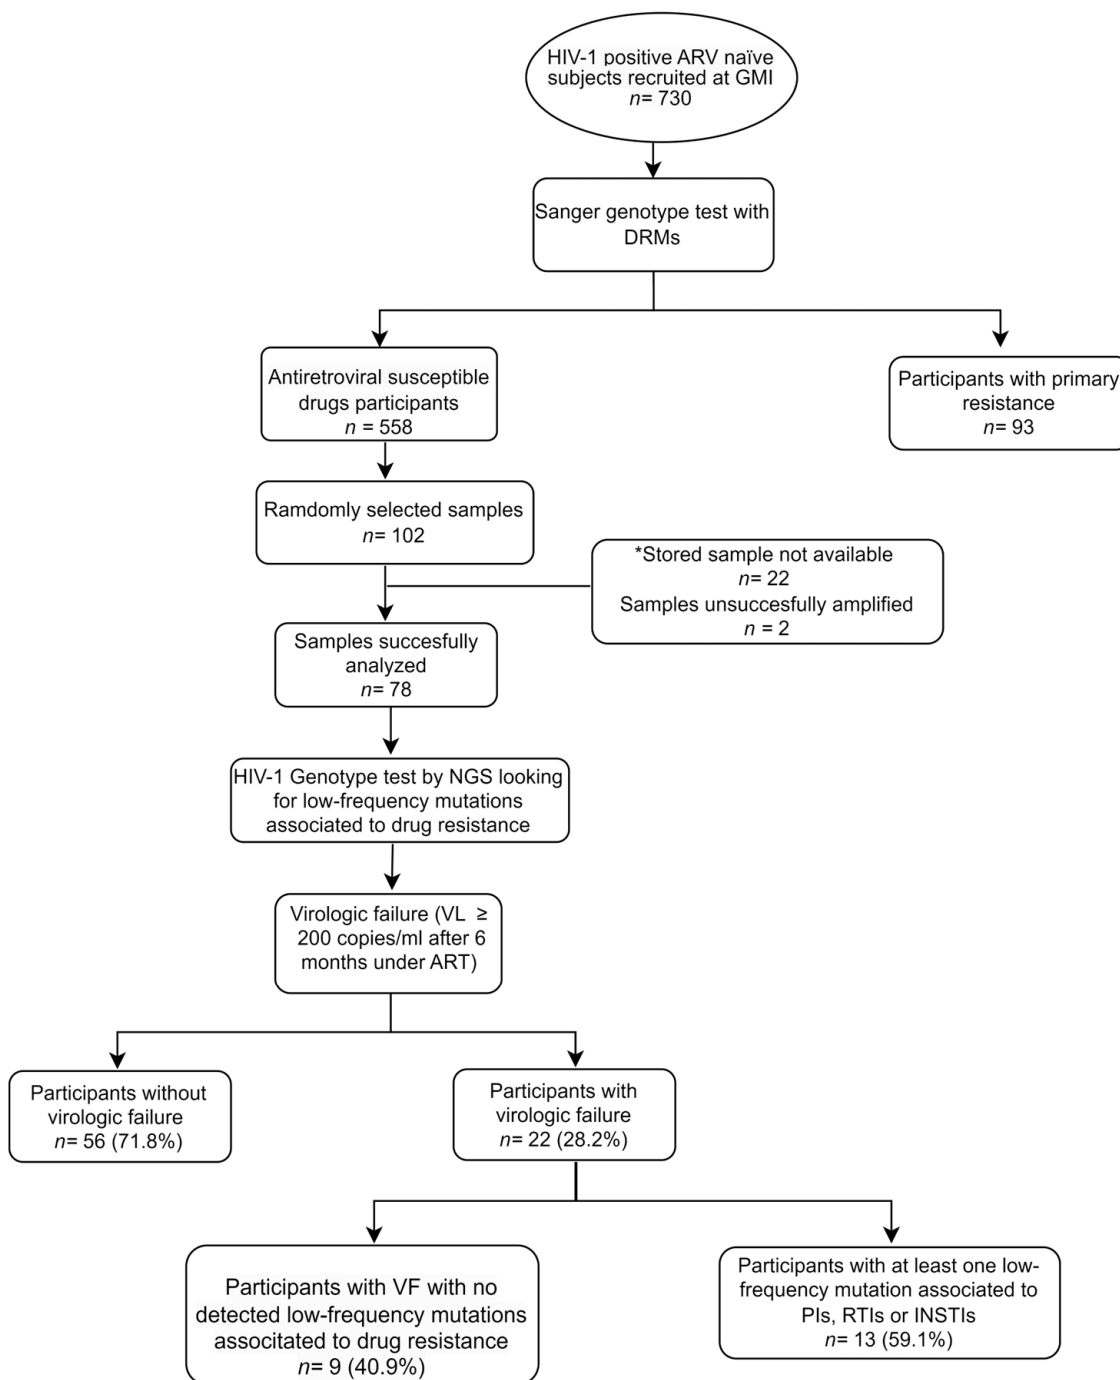 HIV-1 positive ARV naïve
subjects recruited at GMI
n= 730
Sanger genotype test with
DRMs
Antiretroviral susceptible
drugs participants
n = 558
Participants with primary
resistance
n= 93
Ramdomly selected samples
n= 102
*Stored sample not available
n= 22
Samples unsuccesfully amplified
n = 2
Samples succesfully
analyzed
n= 78
HIV-1 Genotype test by NGS looking
for low-frequency mutations
associated to drug resistance
Virologic failure (VL ≥
200 copies/ml after 6
months under ART)
Participants without
virologic failure
n= 56 (71.8%)
Participants with
virologic failure
n= 22 (28.2%)
Participants with VF with no
detected low-frequency mutations
associtated to drug resistance
n= 9 (40.9%)
Participants with at least one low-
frequency mutation associated to
PIs, RTIs or INSTIs
n= 13 (59.1%)